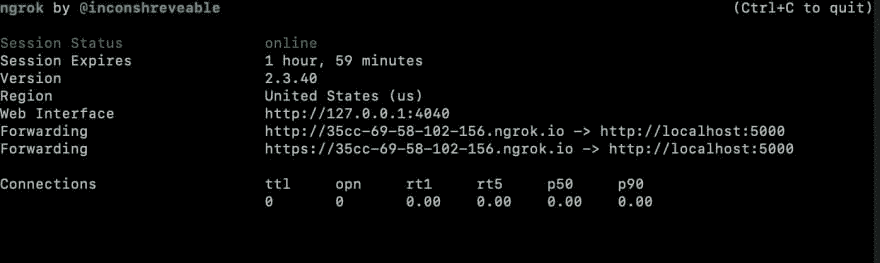 ngrok by @inconshreveable (Ctrl+C to quit)
Session Status online
Session Expires 1 hour, 59 minutes
Version 2.3.40
Region United States (us)
Web Interface http://127.0.0.1:4040
Forwarding http://35cc-69-58-102-156.ngrok.io -> http://localhost:5000
Forwarding https://35cc-69-58-102-156.ngrok.io -> http://localhost:5000
Connections ttl opn rt1 rt5 p50 p90
0 0 0.00 0.00 0.00 0.00